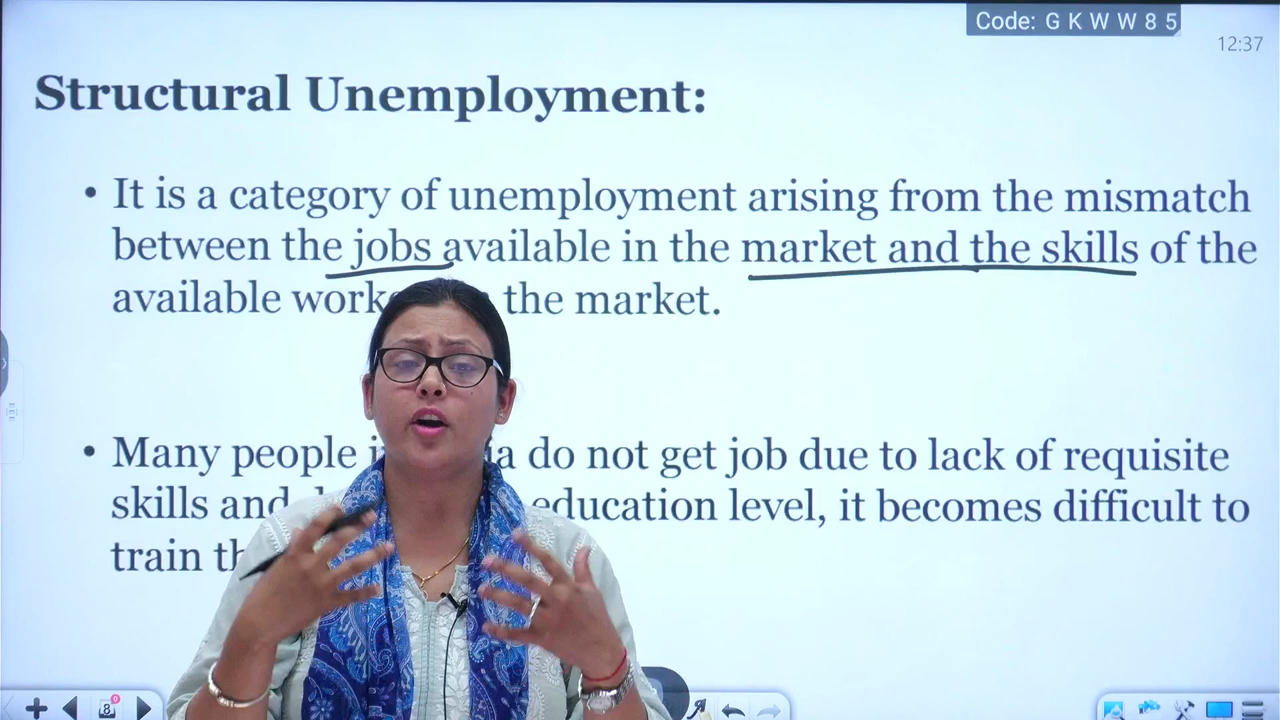 Code: G K W W 8 5
12:37
Structural Unemployment:
• It is a category of unemployment arising from the mismatch
between the jobs available in the market and the skills of the
available the market.
• Many people do not get job due to lack of requisite
skills and education level, it becomes difficult to
train
8
0